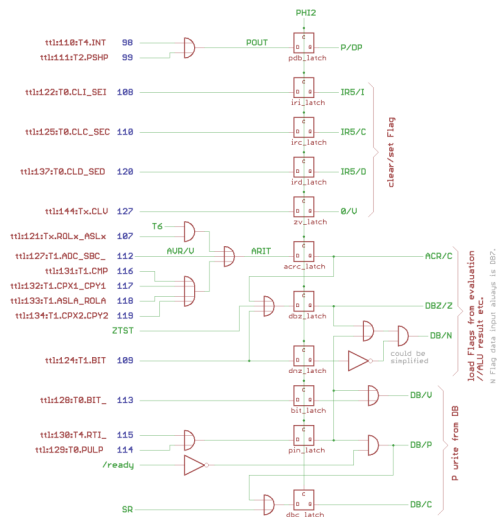 PHI2
ttl:110:T4.INT 98 POUT P/DP
ttl:111:T2.PSHP 99
pdb_latch
ttl:122:T0.CLI_SEI 108 IR5/I
iri_latch
ttl:125:T0.CLC_SEC 110 IR5/C
irc_latch
ttl:137:T0.CLD_SED 120 IR5/D
ird_latch
clear/set Flag
ttl:144:Tx.CLV 127 0/V
zv_latch
T6
ttl:121:Tx.ROLx_ASLx 107
AVR/V ARIT
ttl:127:T1.ADC_SBC_ 112 ACR/C
acrc_latch
ttl:131:T1.CMP 116
ttl:132:T1.CPX1_CPY1 117
ttl:133:T1.ASLA_ROLA 118
ttl:134:T1.CPX2.CPY2 119
DBZ/Z
dbz_latch
ZTST
DB/N
could be
simplified
ttl:124:T1.BIT 109
dnz_latch
load Flags from evaluation
//ALU result etc.
N Flag data input always is DB7.
ttl:128:T0.BIT_ 113 DB/V
bit_latch
ttl:130:T4.RTI_ 115
ttl:129:T0.PULP 114 DB/P
pin_latch
/ready
P write from DB
SR DB/C
dbc_latch
C D Q